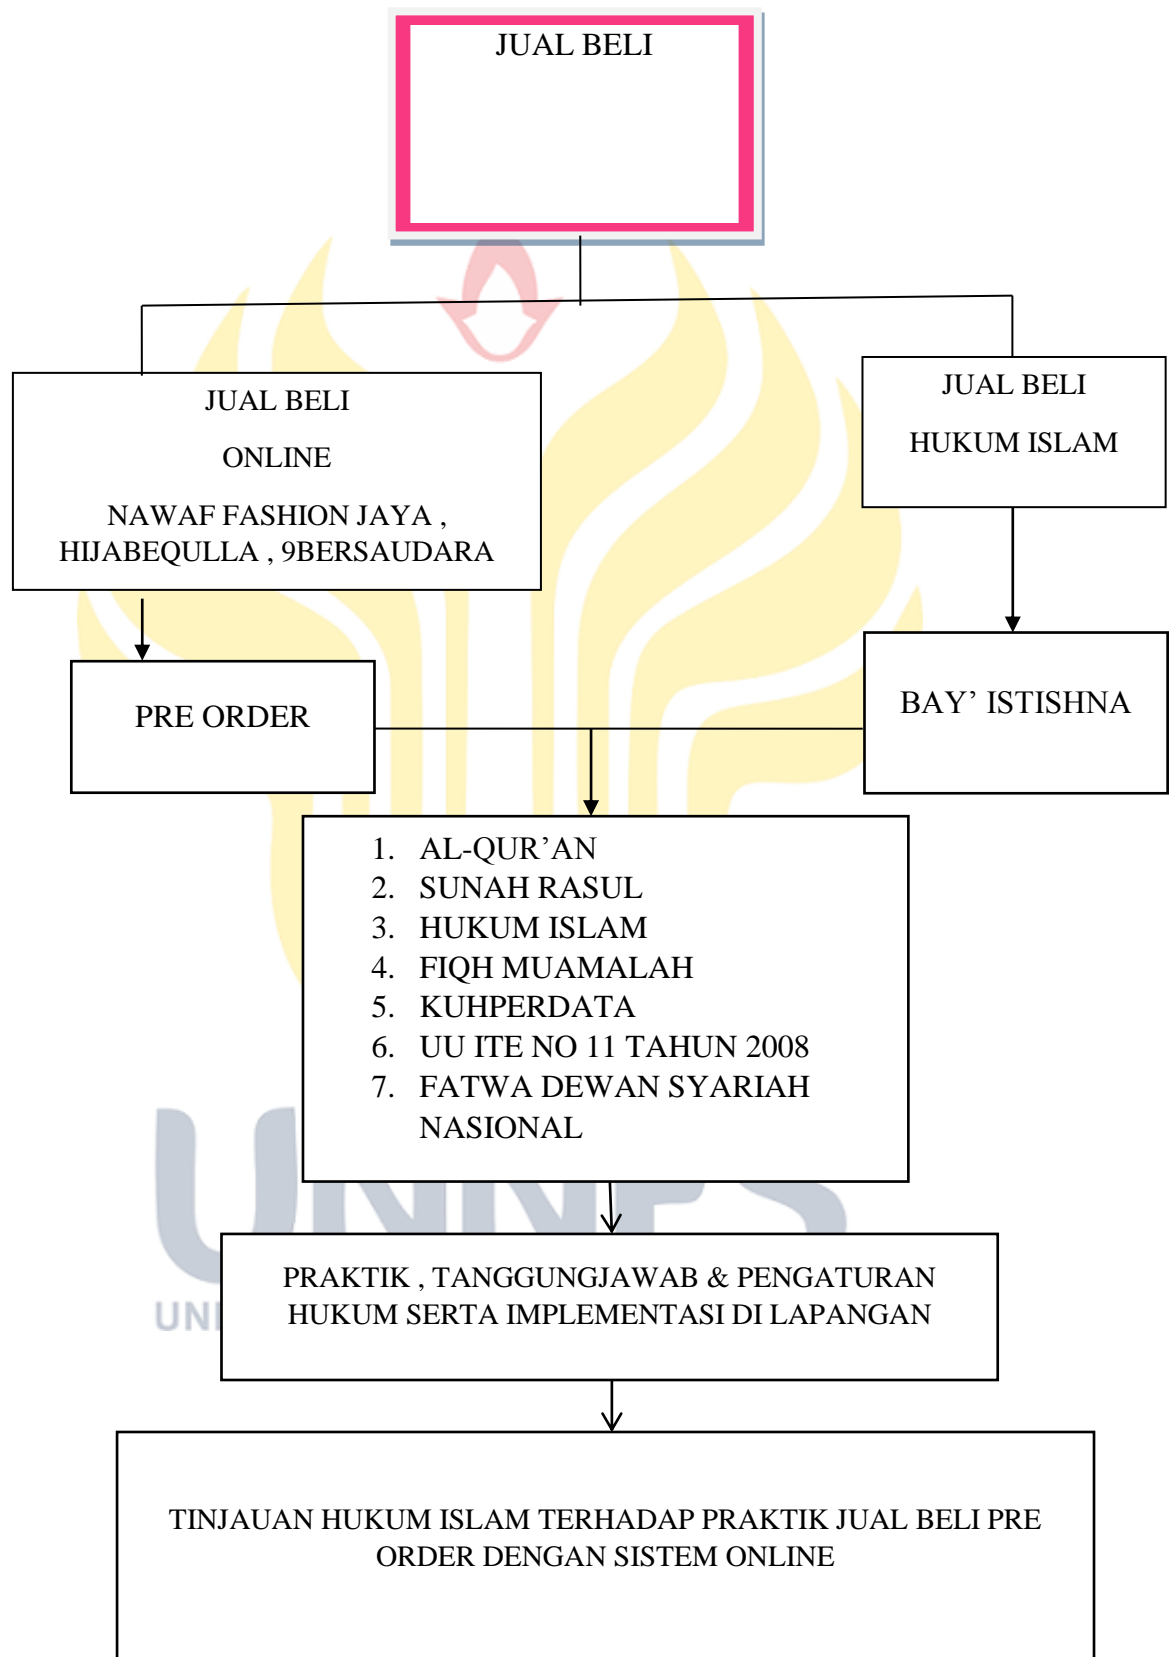 JUAL BELI
JUAL BELI
ONLINE
NAWAF FASHION JAYA ,
HIJABEQULLA , 9BERSAUDARA
JUAL BELI
HUKUM ISLAM
PRE ORDER
BAY’ ISTISHNA
1. AL-QUR’AN
2. SUNAH RASUL
3. HUKUM ISLAM
4. FIQH MUAMALAH
5. KUHPERDATA
6. UU ITE NO 11 TAHUN 2008
7. FATWA DEWAN SYARIAH
NASIONAL
PRAKTIK , TANGGUNGJAWAB & PENGATURAN
HUKUM SERTA IMPLEMENTASI DI LAPANGAN
TINJAUAN HUKUM ISLAM TERHADAP PRAKTIK JUAL BELI PRE
ORDER DENGAN SISTEM ONLINE